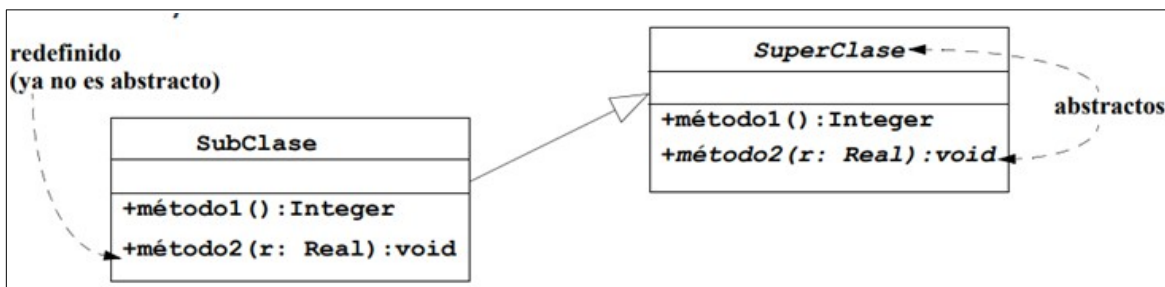 redefinido
(ya no es abstracto)
SubClase
+método1():Integer
+método2(r: Real):void
SuperClase
+método1():Integer
+método2(r: Real):void
abstractos